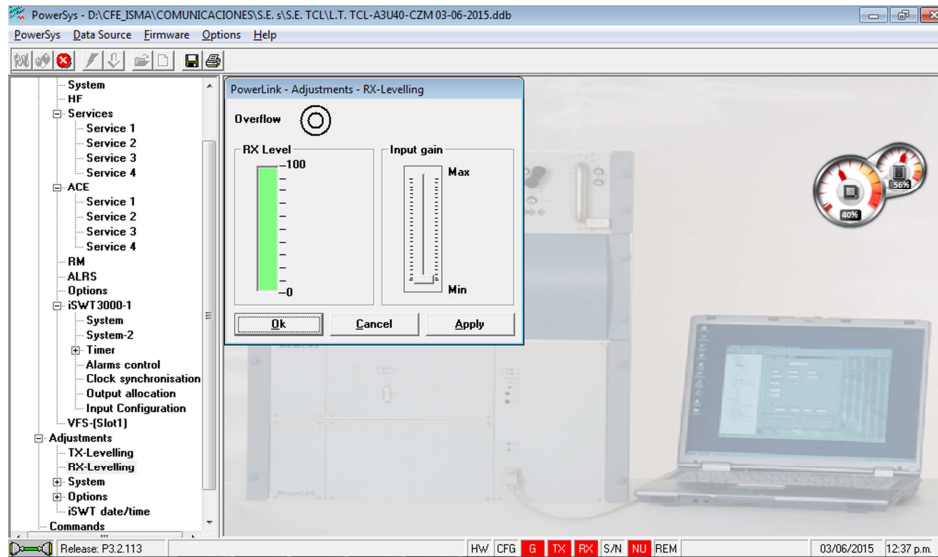 PowerSys - D:\CFE_ISMA\COMUNICACIONES\S.E. s\S.E. TCL\L.T. TCL-A3U40-CZM 03-06-2015.ddb
PowerSys Data Source Firmware Options Help
System
HF
Services
Service 1
Service 2
Service 3
Service 4
ACE
Service 1
Service 2
Service 3
Service 4
RM
ALRS
Options
iSWT3000-1
System
System-2
Timer
Alarms control
Clock synchronisation
Output allocation
Input Configuration
VFS-(Slot1)
Adjustments
TX-Levelling
RX-Levelling
System
Options
iSWT date/time
Commands
PowerLink - Adjustments - RX-Levelling
Overflow
RX Level
100
0
Input gain
Max
Min
Ok Cancel Apply
56%
40%
PowerLink
Release: P3.2.113 HW CFG G TX RX S/N NU REM 03/06/2015 12:37 p.m.